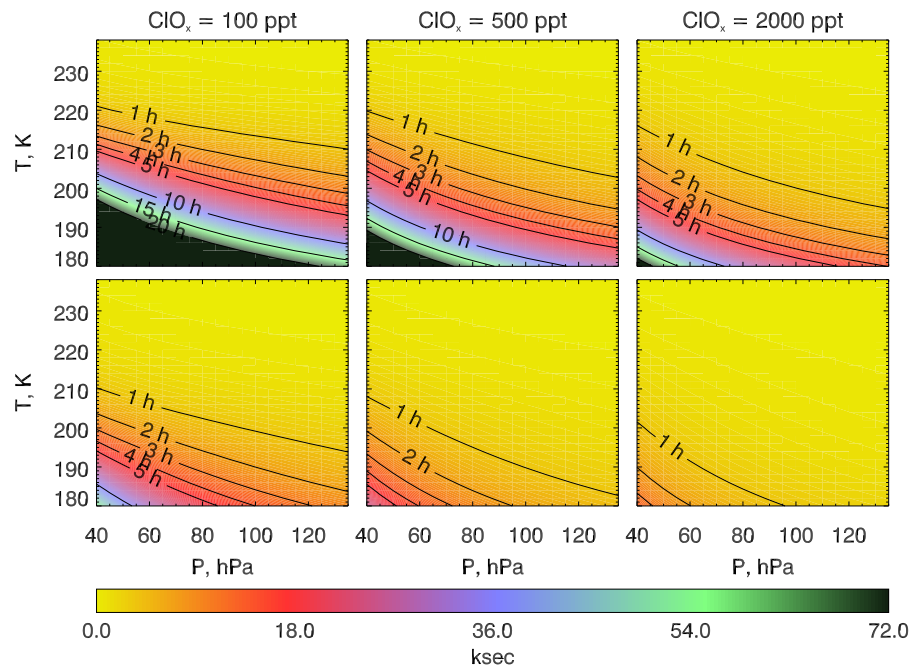 ClOₓ = 100 ppt
ClOₓ = 500 ppt
ClOₓ = 2000 ppt
T, K
230
220
210
200
190
180
1 h
2 h
3 h
4 h
5 h
10 h
15 h
20 h
1 h
2 h
3 h
4 h
5 h
10 h
1 h
2 h
3 h
4 h
5 h
T, K
230
220
210
200
190
180
1 h
2 h
3 h
4 h
5 h
1 h
2 h
1 h
40 60 80 100 120
40 60 80 100 120
40 60 80 100 120
P, hPa
P, hPa
P, hPa
0.0 18.0 36.0 54.0 72.0
ksec